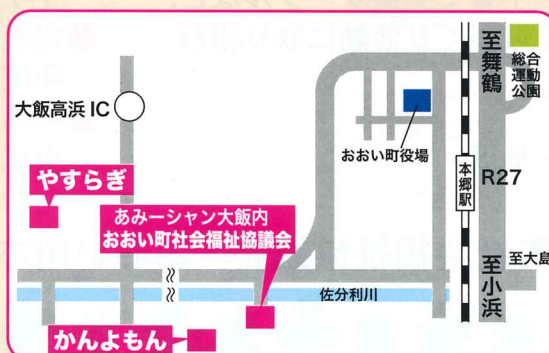 至舞鶴
総合
運動
公園
大飯高浜IC
おおい町役場
本郷駅
R27
やすらぎ
あみーシャン大飯内
おおい町社会福祉協議会
至大島
至小浜
佐分利川
かんよもん